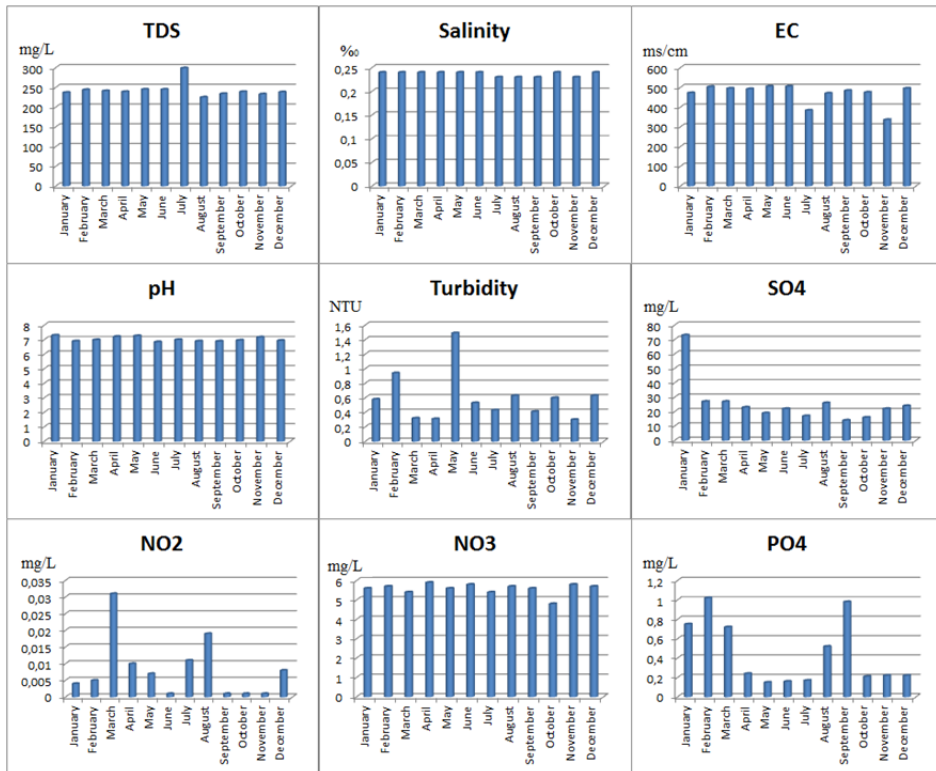 TDS
mg/L
300
250
200
150
100
50
0
January
February
March
April
May
June
July
August
September
October
November
December
Salinity
‰
0,25
0,2
0,15
0,1
0,05
0
January
February
March
April
May
June
July
August
September
October
November
December
EC
ms/cm
600
500
400
300
200
100
0
January
February
March
April
May
June
July
August
September
October
November
December
pH
8
7
6
5
4
3
2
1
0
January
February
March
April
May
June
July
August
September
October
November
December
Turbidity
NTU
1,6
1,4
1,2
1
0,8
0,6
0,4
0,2
0
January
February
March
April
May
June
July
August
September
October
November
December
SO4
mg/L
80
70
60
50
40
30
20
10
0
January
February
March
April
May
June
July
August
September
October
November
December
NO2
mg/L
0,035
0,03
0,025
0,02
0,015
0,01
0,005
0
January
February
March
April
May
June
July
August
September
October
November
December
NO3
mg/L
6
5
4
3
2
1
0
January
February
March
April
May
June
July
August
September
October
November
December
PO4
mg/L
1,2
1
0,8
0,6
0,4
0,2
0
January
February
March
April
May
June
July
August
September
October
November
December